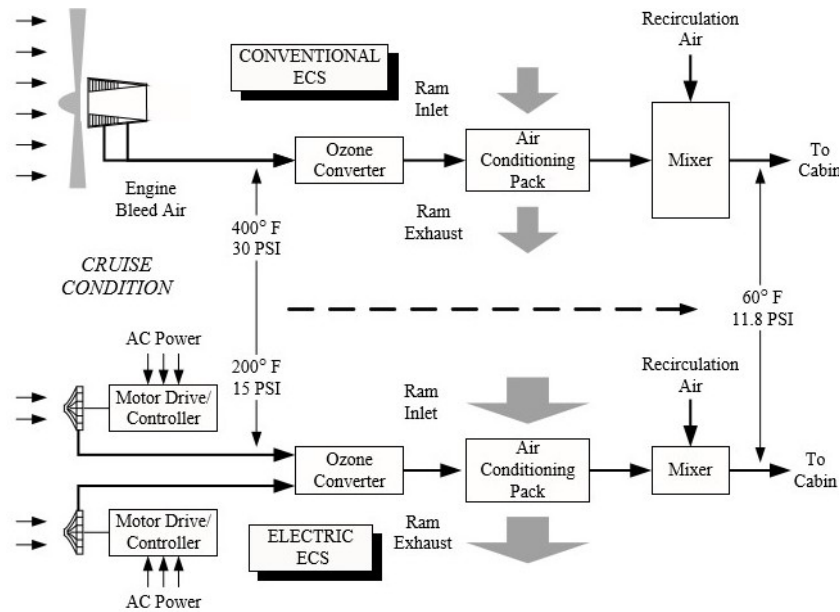 Recirculation
Air
CONVENTIONAL
ECS
Ram
Inlet
Ozone
Converter
Air
Conditioning
Pack
Mixer
To
Cabin
Engine
Bleed Air
Ram
Exhaust
400° F
30 PSI
CRUISE
CONDITION
60° F
11.8 PSI
AC Power
200° F
15 PSI
Motor Drive/
Controller
Ram
Inlet
Recirculation
Air
Ozone
Converter
Air
Conditioning
Pack
Mixer
To
Cabin
Motor Drive/
Controller
ELECTRIC
ECS
Ram
Exhaust
AC Power